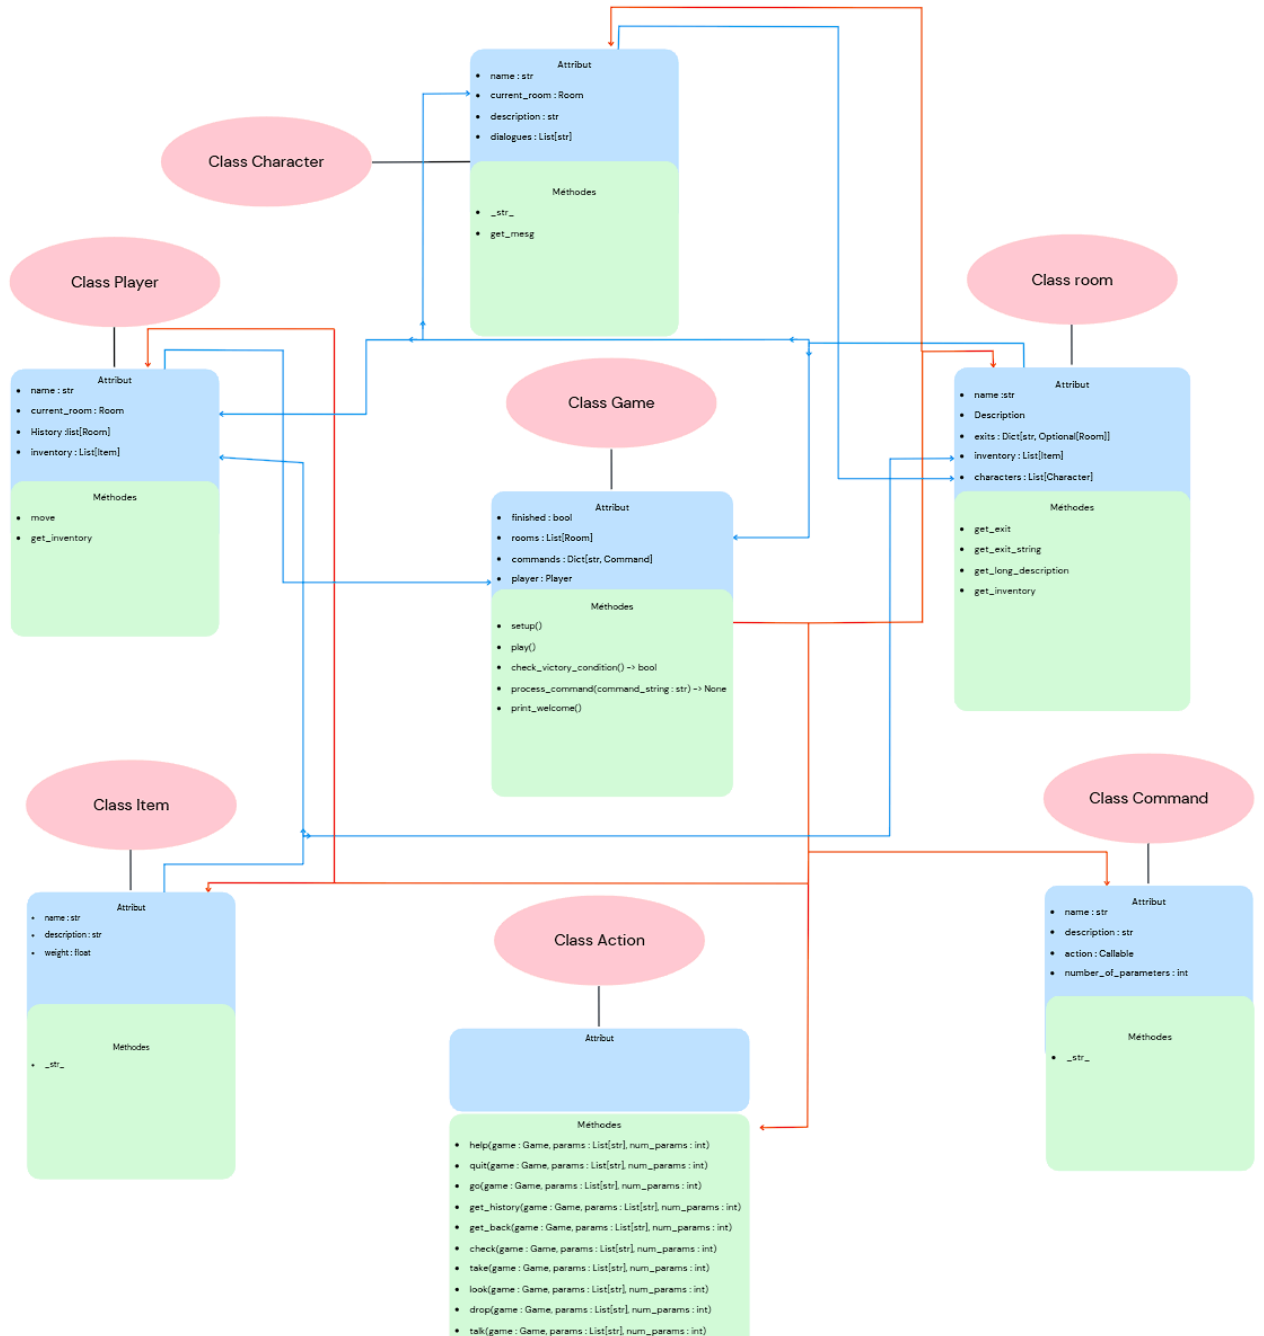 Class Character
Attribut
name : str
current_room : Room
description : str
dialogues : List[str]
Méthodes
_str_
get_mesg
Class Player
Attribut
name : str
current_room : Room
History :list[Room]
inventory : List[Item]
Méthodes
move
get_inventory
Class Game
Attribut
finished : bool
rooms : List[Room]
commands : Dict[str, Command]
player : Player
Méthodes
setup()
play()
check_victory_condition() -> bool
process_command(command_string : str) -> None
print_welcome()
Class room
Attribut
name :str
Description
exits : Dict[str, Optional[Room]]
inventory : List[Item]
characters : List[Character]
Méthodes
get_exit
get_exit_string
get_long_description
get_inventory
Class Item
Attribut
name : str
description : str
weight : float
Méthodes
_str_
Class Action
Attribut
Méthodes
help(game : Game, params : List[str], num_params : int)
quit(game : Game, params : List[str], num_params : int)
go(game : Game, params : List[str], num_params : int)
get_history(game : Game, params : List[str], num_params : int)
get_back(game : Game, params : List[str], num_params : int)
check(game : Game, params : List[str], num_params : int)
take(game : Game, params : List[str], num_params : int)
look(game : Game, params : List[str], num_params : int)
drop(game : Game, params : List[str], num_params : int)
talk(game : Game, params : List[str], num_params : int)
Class Command
Attribut
name : str
description : str
action : Callable
number_of_parameters : int
Méthodes
_str_